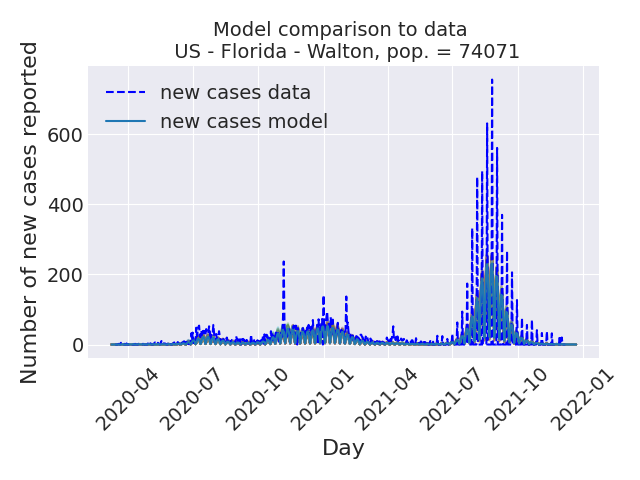 Model comparison to data
US - Florida - Walton, pop. = 74071
Number of new cases reported
new cases data
new cases model
600
400
200
0
2020-04
2020-07
2020-10
2021-01
2021-04
2021-07
2021-10
2022-01
Day